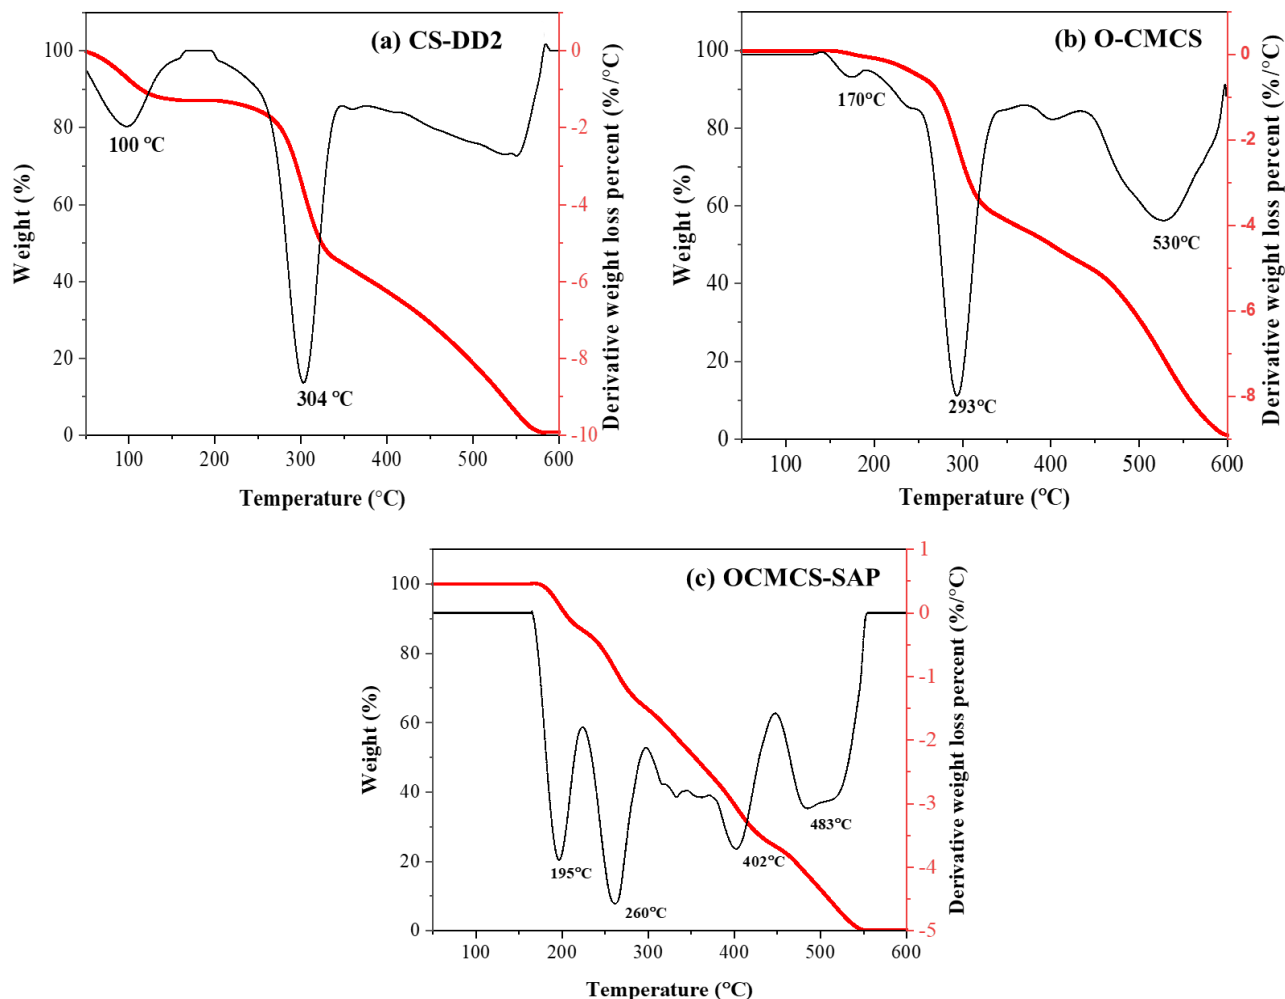 (a) CS-DD2
100
80
60
40
20
0
Weight (%)
100 °C
304 °C
0
-2
-4
-6
-8
-10
Derivative weight loss percent (%/°C)
100
200
300
400
500
600
Temperature (°C)
(b) O-CMCS
100
80
60
40
20
0
Weight (%)
170°C
293°C
530°C
0
-2
-4
-6
-8
Derivative weight loss percent (%/°C)
100
200
300
400
500
600
Temperature (°C)
(c) OCMCS-SAP
100
80
60
40
20
0
Weight (%)
195°C
260°C
402°C
483°C
1
0
-1
-2
-3
-4
-5
Derivative weight loss percent (%/°C)
100
200
300
400
500
600
Temperature (°C)